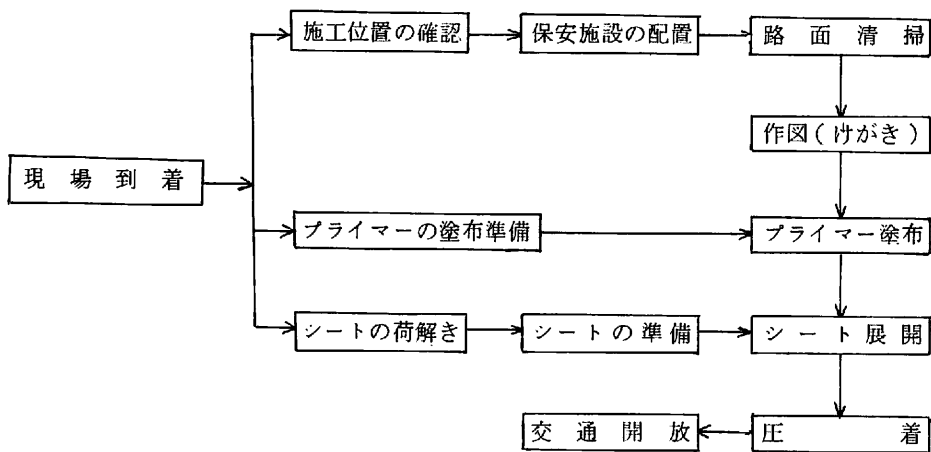 施工位置の確認
保安施設の配置
路面清掃
作図(けがき)
現場到着
プライマーの塗布準備
プライマー塗布
シートの荷解き
シートの準備
シート展開
交通開放
圧着